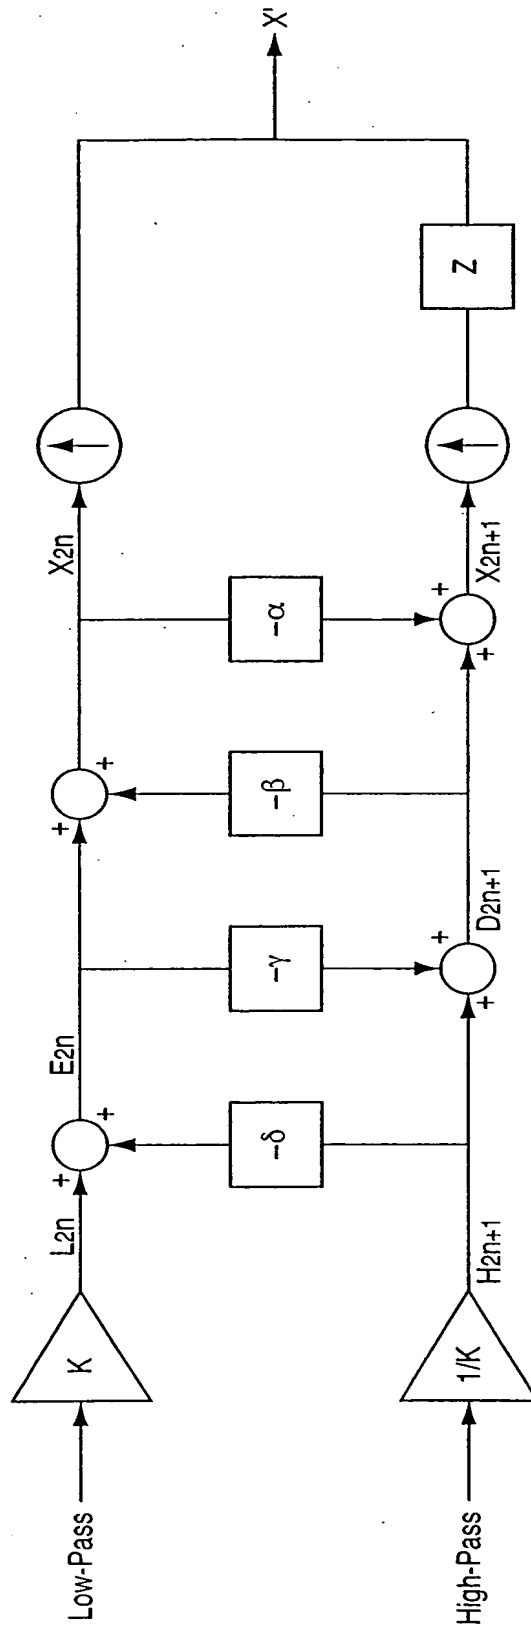 Low-Pass
K
L2n
E2n
X2n
X'
+
+
+
+
-δ
-γ
-β
-α
+
+
+
+
High-Pass
1/K
H2n+1
D2n+1
X2n+1
Z